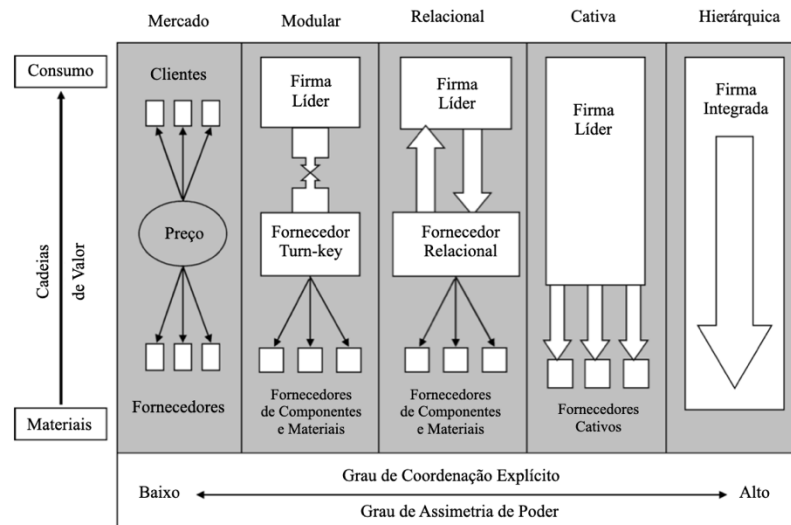 Mercado
Modular
Relacional
Cativa
Hierárquica
Consumo
Cadeias
de Valor
Materiais
Clientes
Preço
Fornecedores
Firma
Líder
Fornecedor
Turn-key
Fornecedores
de Componentes
e Materiais
Firma
Líder
Fornecedor
Relacional
Fornecedores
de Componentes
e Materiais
Firma
Líder
Fornecedores
Cativos
Firma
Integrada
Grau de Coordenação Explícito
Baixo
Alto
Grau de Assimetria de Poder